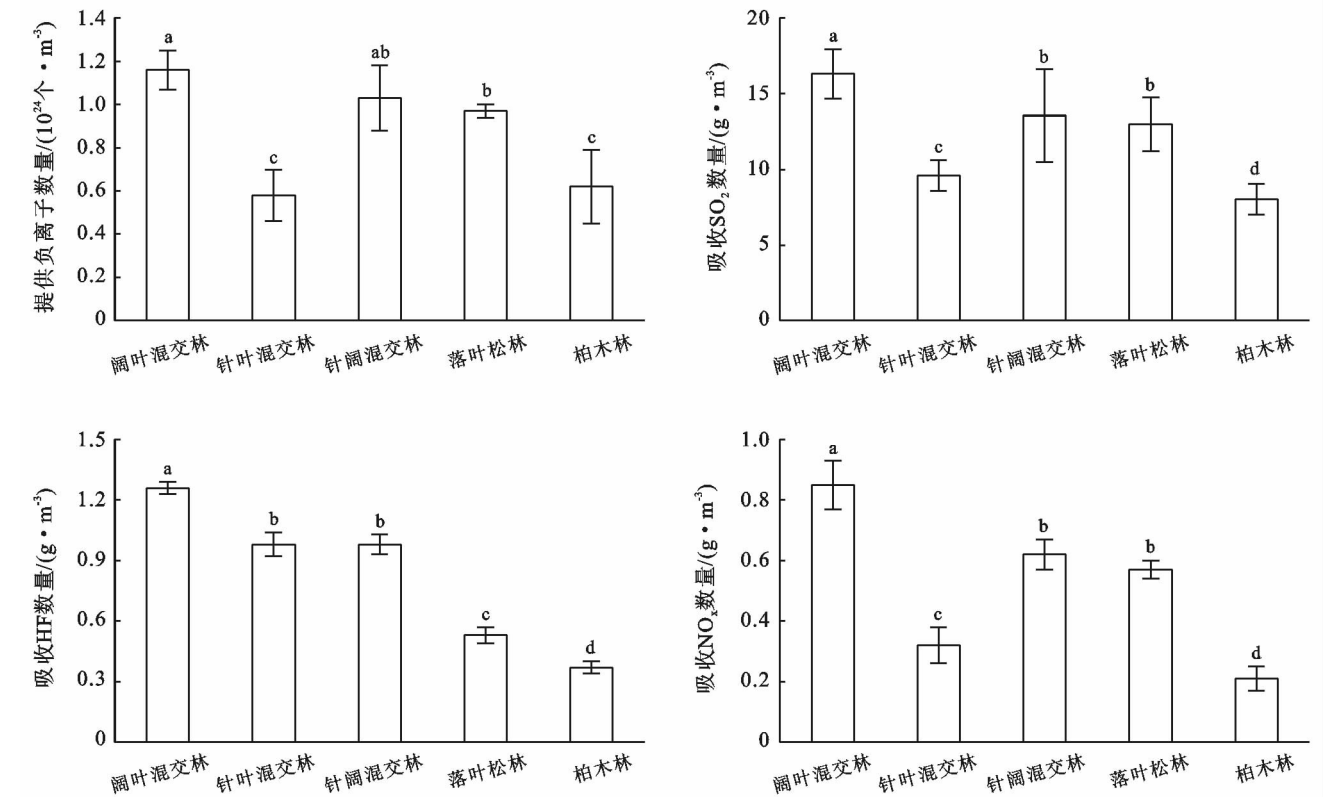 提供负离子数量/(10²⁴个·m⁻³)
1.4
1.2
1.0
0.8
0.6
0.4
0.2
0
a
c
ab
b
c
阔叶混交林
针叶混交林
针阔混交林
落叶松林
柏木林
吸收SO₂数量/(g·m⁻³)
20
15
10
5
0
a
c
b
b
d
阔叶混交林
针叶混交林
针阔混交林
落叶松林
柏木林
吸收HF数量/(g·m⁻³)
1.5
1.2
0.9
0.6
0.3
0
a
b
b
c
d
阔叶混交林
针叶混交林
针阔混交林
落叶松林
柏木林
吸收NOₓ数量/(g·m⁻³)
1.0
0.8
0.6
0.4
0.2
0
a
c
b
b
d
阔叶混交林
针叶混交林
针阔混交林
落叶松林
柏木林